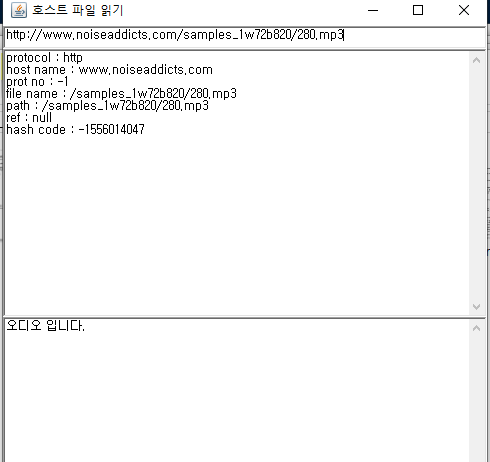 호스트 파일 읽기
http://www.noiseaddicts.com/samples_1w72b820/280.mp3
protocol : http
host name : www.noiseaddicts.com
prot no : -1
file name : /samples_1w72b820/280.mp3
path : /samples_1w72b820/280.mp3
ref : null
hash code : -1556014047
오디오 입니다.